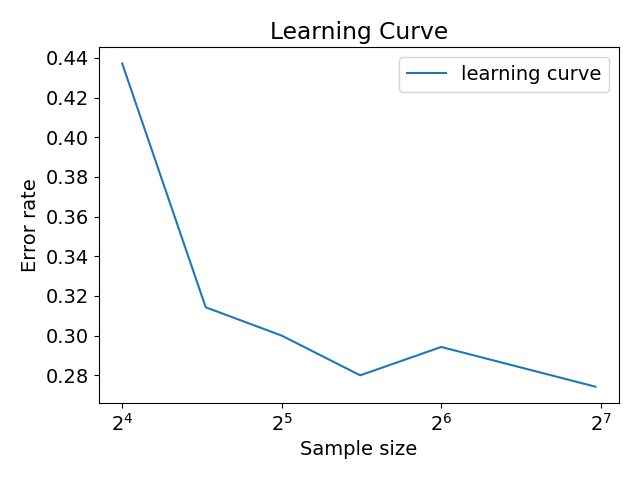 Learning Curve
learning curve
Error rate
0.44
0.42
0.40
0.38
0.36
0.34
0.32
0.30
0.28
2⁴ 2⁵ 2⁶ 2⁷
Sample size